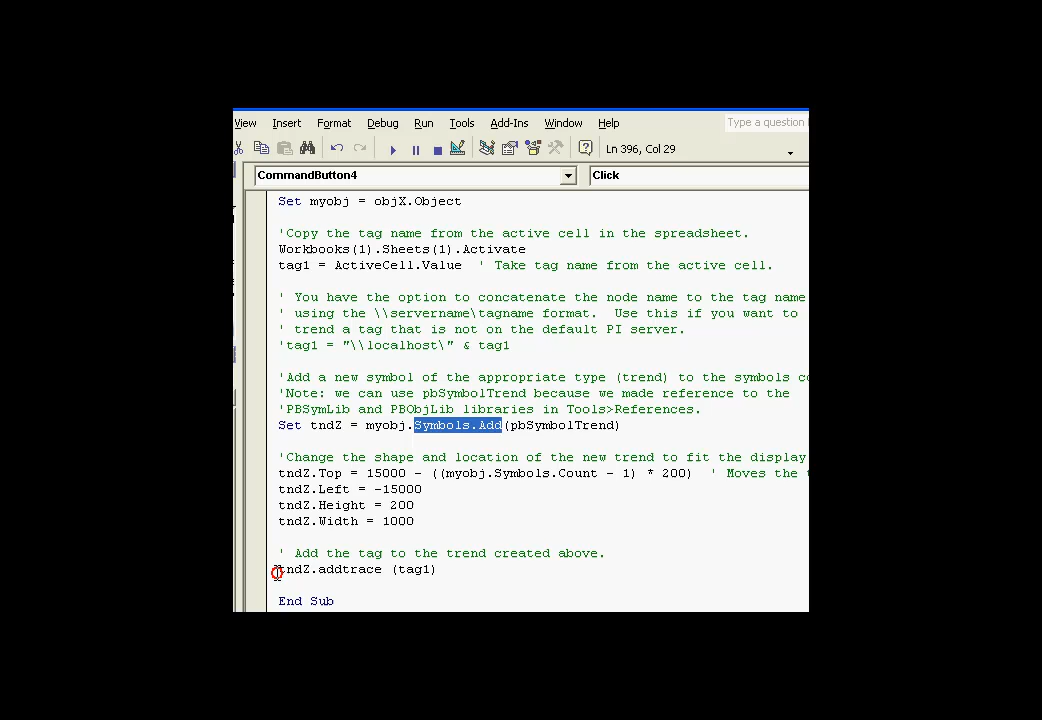 View Insert Format Debug Run Tools Add-Ins Window Help Type a question
Ln 396, Col 29
CommandButton4 Click
Set myobj = objX.Object
'Copy the tag name from the active cell in the spreadsheet.
Workbooks(1).Sheets(1).Activate
tag1 = ActiveCell.Value ' Take tag name from the active cell.
' You have the option to concatenate the node name to the tag name
' using the \\servername\tagname format. Use this if you want to
' trend a tag that is not on the default PI server.
'tag1 = "\\localhost\" & tag1
'Add a new symbol of the appropriate type (trend) to the symbols
'Note: we can use pbSymbolTrend because we made reference to the
'PBSymLib and PBObjLib libraries in Tools>References.
Set tndZ = myobj.Symbols.Add(pbSymbolTrend)
'Change the shape and location of the new trend to fit the display
tndZ.Top = 15000 - ((myobj.Symbols.Count - 1) * 200) ' Moves the
tndZ.Left = -15000
tndZ.Height = 200
tndZ.Width = 1000
' Add the tag to the trend created above.
tndZ.addtrace (tag1)
End Sub